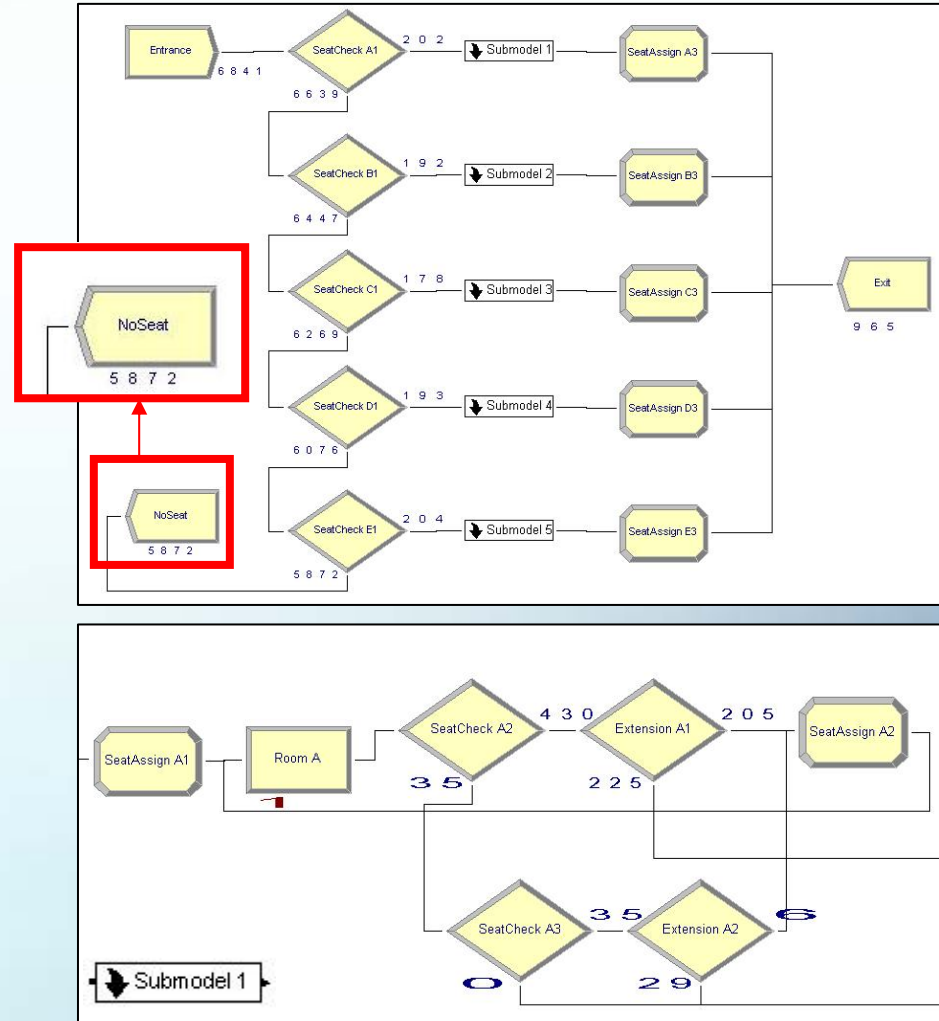 Entrance
6 8 4 1
SeatCheck A1
2 0 2
6 6 3 9
Submodel 1
SeatAssign A3
SeatCheck B1
1 9 2
6 4 4 7
Submodel 2
SeatAssign B3
SeatCheck C1
1 7 8
6 2 6 9
Submodel 3
SeatAssign C3
Exit
9 6 5
NoSeat
5 8 7 2
SeatCheck D1
1 9 3
6 0 7 6
Submodel 4
SeatAssign D3
NoSeat
5 8 7 2
SeatCheck E1
2 0 4
5 8 7 2
Submodel 5
SeatAssign E3
SeatAssign A1
Room A
SeatCheck A2
4 3 0
3 5
Extension A1
2 0 5
2 2 5
SeatAssign A2
SeatCheck A3
3 5
0
Extension A2
6
2 9
Submodel 1